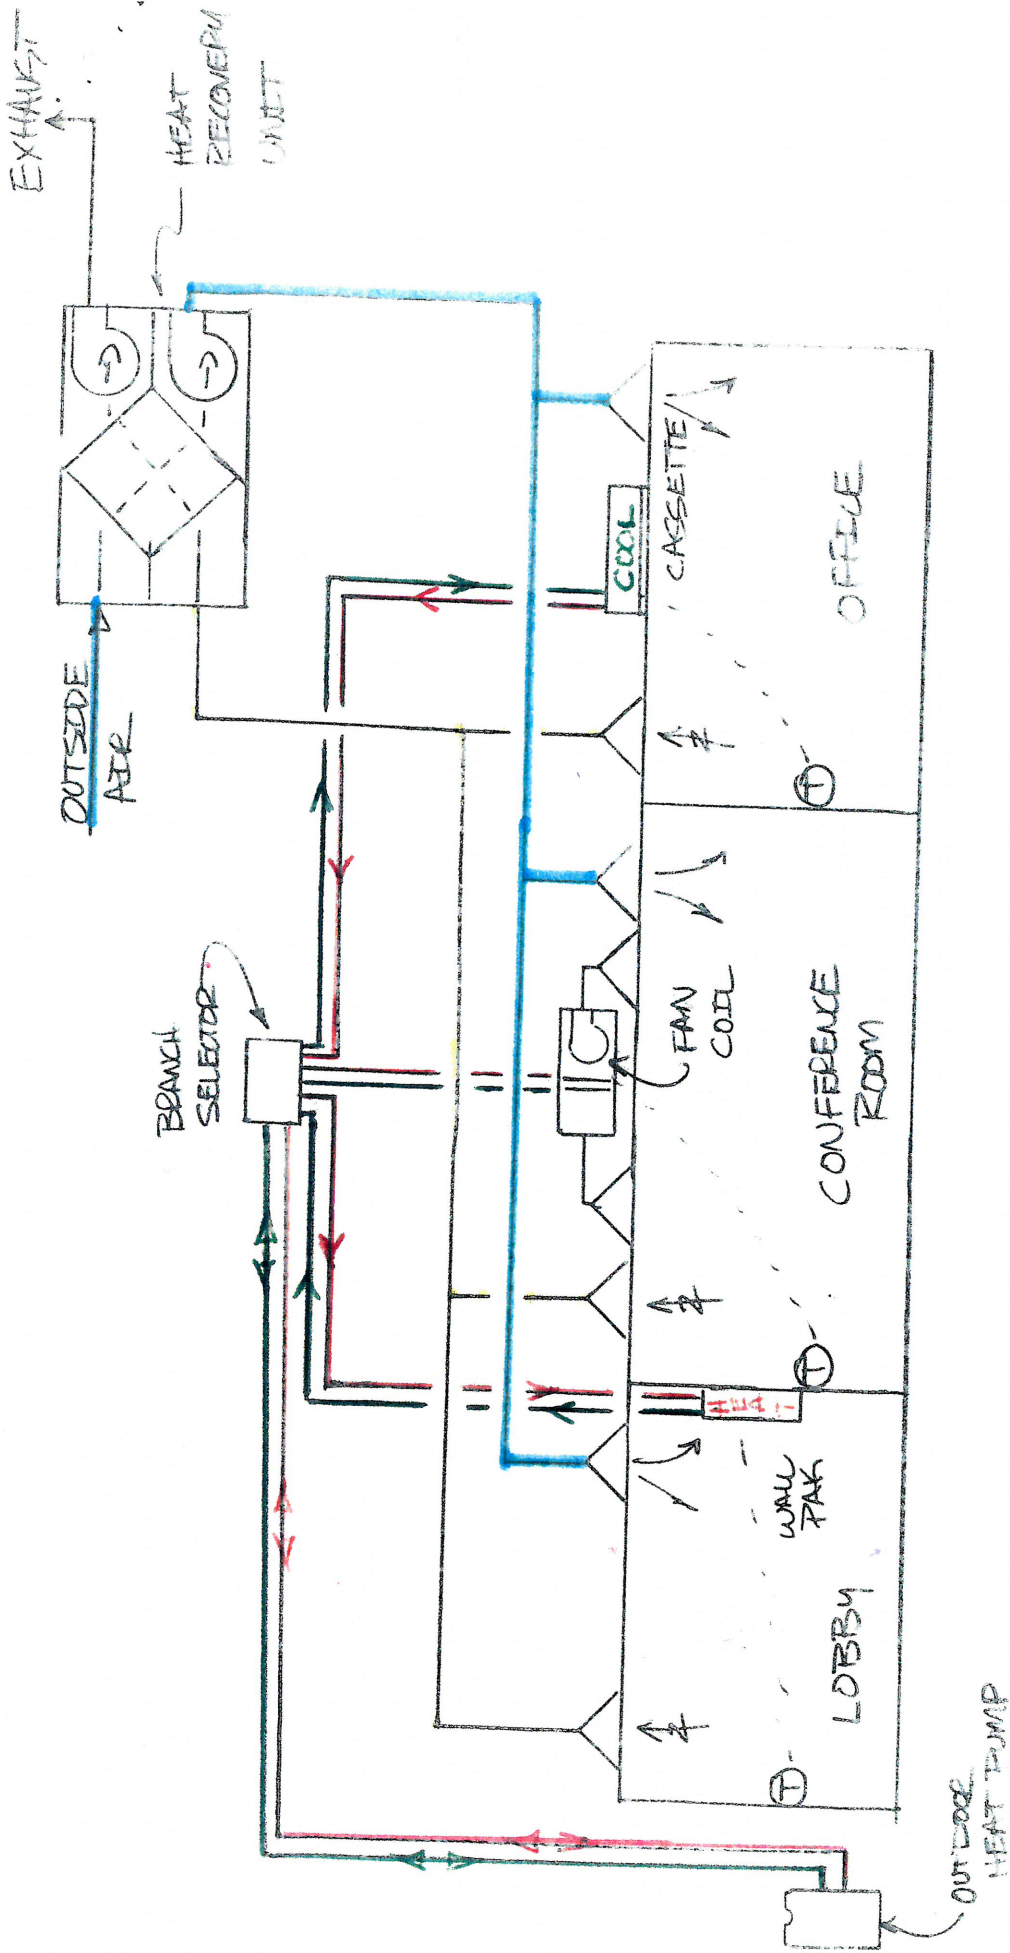 EXHAUST
HEAT
RECOVERY
UNIT
OUTSIDE
AIR
BRANCH
SELECTOR
COOL
CASSETTE
FAN
COIL
HEAT
WALL
PAK
T
T
T
OFFICE
CONFERENCE
ROOM
LOBBY
OUTDOOR
HEAT PUMP